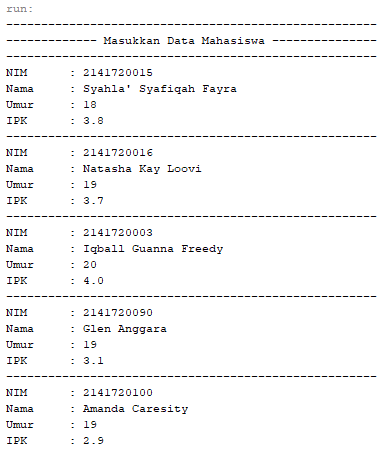 run:
------------------------------------------------------
------------- Masukkan Data Mahasiswa ---------------
------------------------------------------------------
NIM      : 2141720015
Nama     : Syahla' Syafiqah Fayra
Umur     : 18
IPK      : 3.8
------------------------------------------------------
NIM      : 2141720016
Nama     : Natasha Kay Loovi
Umur     : 19
IPK      : 3.7
------------------------------------------------------
NIM      : 2141720003
Nama     : Iqball Guanna Freedy
Umur     : 20
IPK      : 4.0
------------------------------------------------------
NIM      : 2141720090
Nama     : Glen Anggara
Umur     : 19
IPK      : 3.1
------------------------------------------------------
NIM      : 2141720100
Nama     : Amanda Caresity
Umur     : 19
IPK      : 2.9